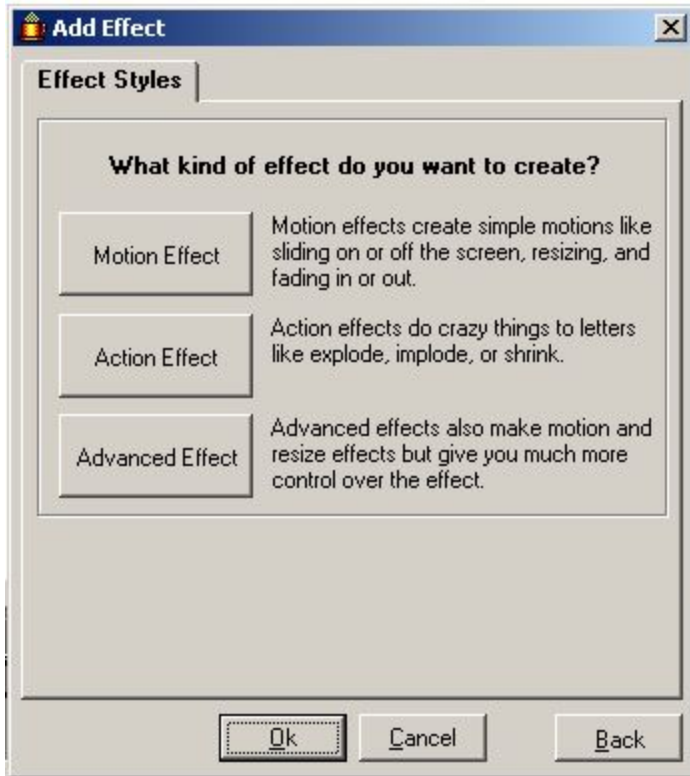 Add Effect
Effect Styles
What kind of effect do you want to create?
Motion Effect
Motion effects create simple motions like
sliding on or off the screen, resizing, and
fading in or out.
Action Effect
Action effects do crazy things to letters
like explode, implode, or shrink.
Advanced Effect
Advanced effects also make motion and
resize effects but give you much more
control over the effect.
Ok
Cancel
Back